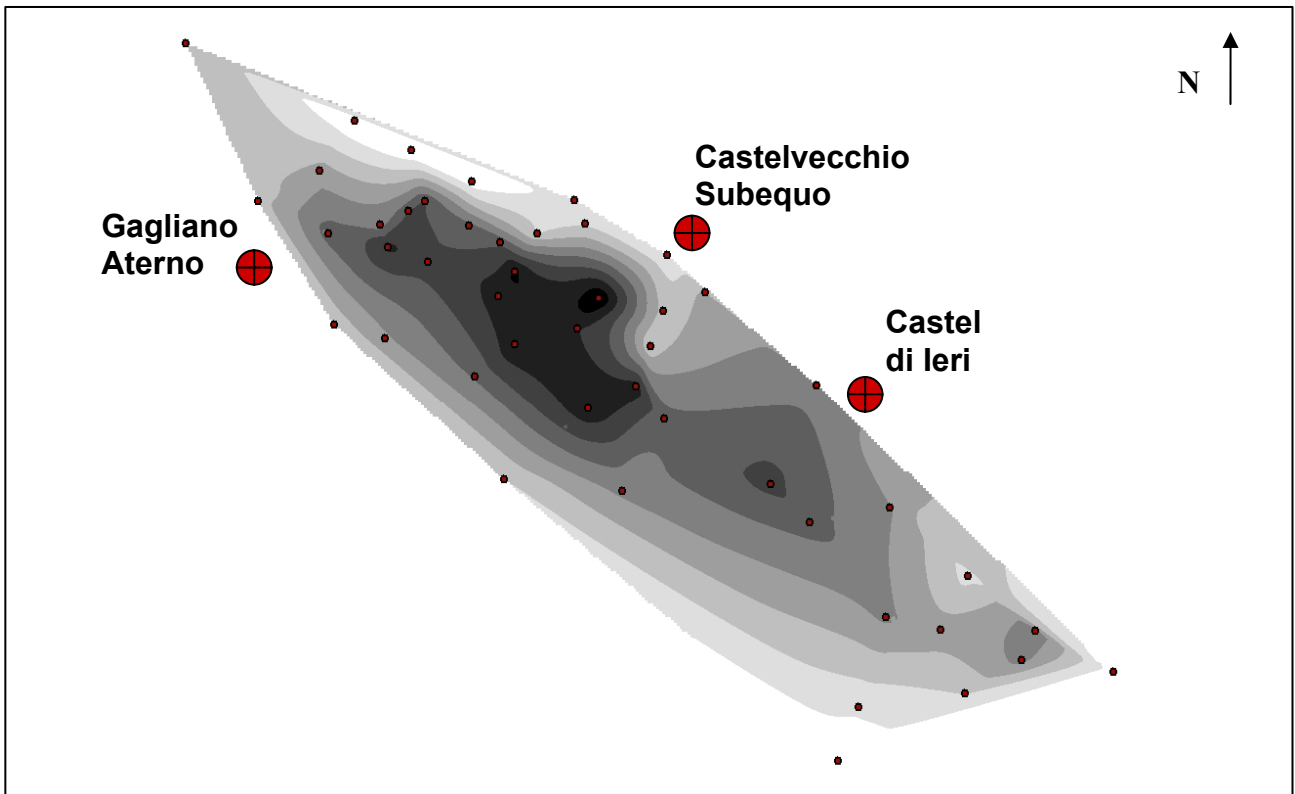 N
Castelvecchio
Subequo
Gagliano
Aterno
Castel
di Ieri